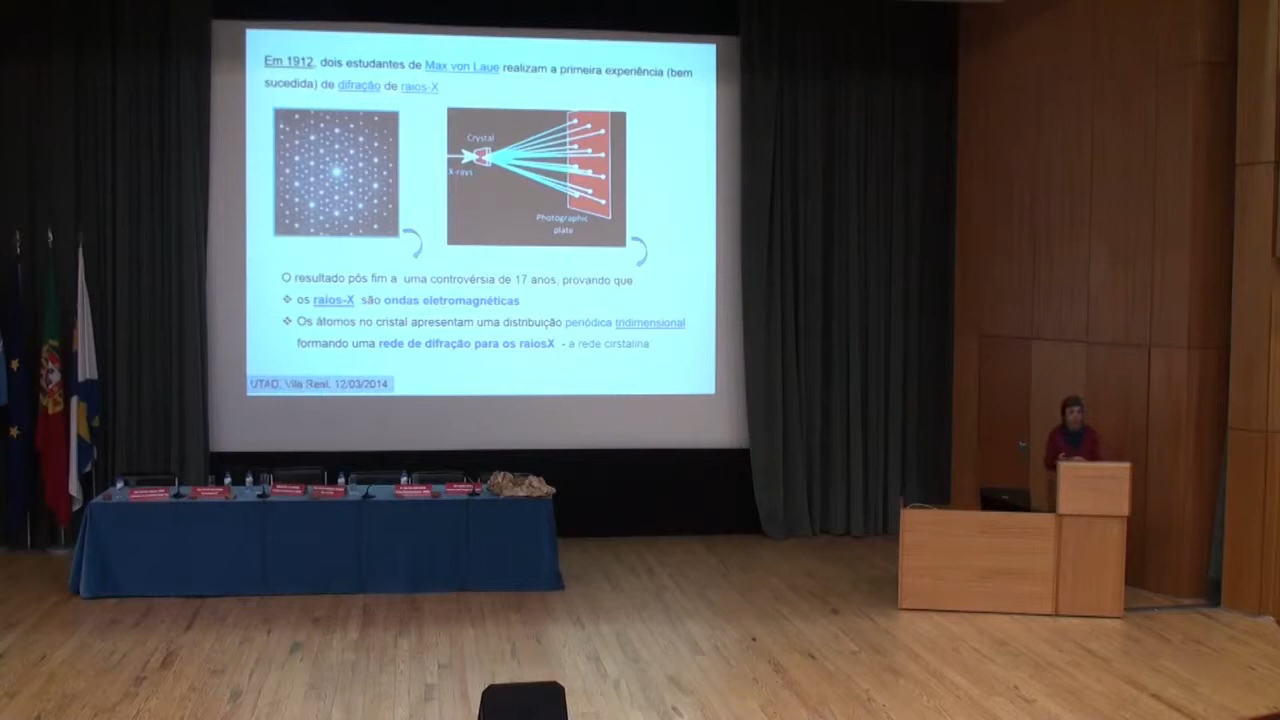 Em 1912, dois estudantes de Max von Laue realizam a primeira experiência (bem
sucedida) de difração de raios-X
Crystal
X-rays
Photographic
plate
O resultado pôs fim a uma controvérsia de 17 anos, provando que
❖ os raios-X são ondas eletromagnéticas
❖ Os átomos no cristal apresentam uma distribuição periódica tridimensional
formando uma rede de difração para os raiosX - a rede cirstalina
UTAD, Vila Real, 12/03/2014